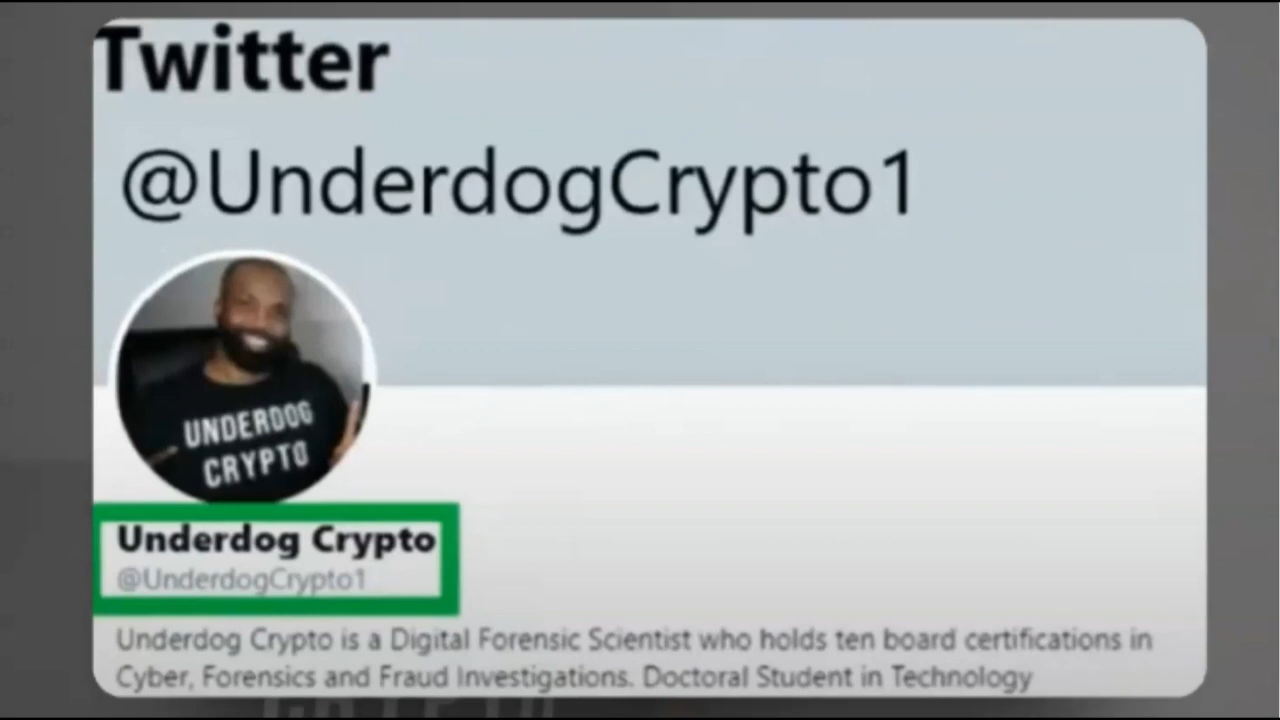 Twitter
@UnderdogCrypto1
UNDERDOG
CRYPTO
Underdog Crypto
@UnderdogCrypto1
Underdog Crypto is a Digital Forensic Scientist who holds ten board certifications in
Cyber, Forensics and Fraud Investigations. Doctoral Student in Technology